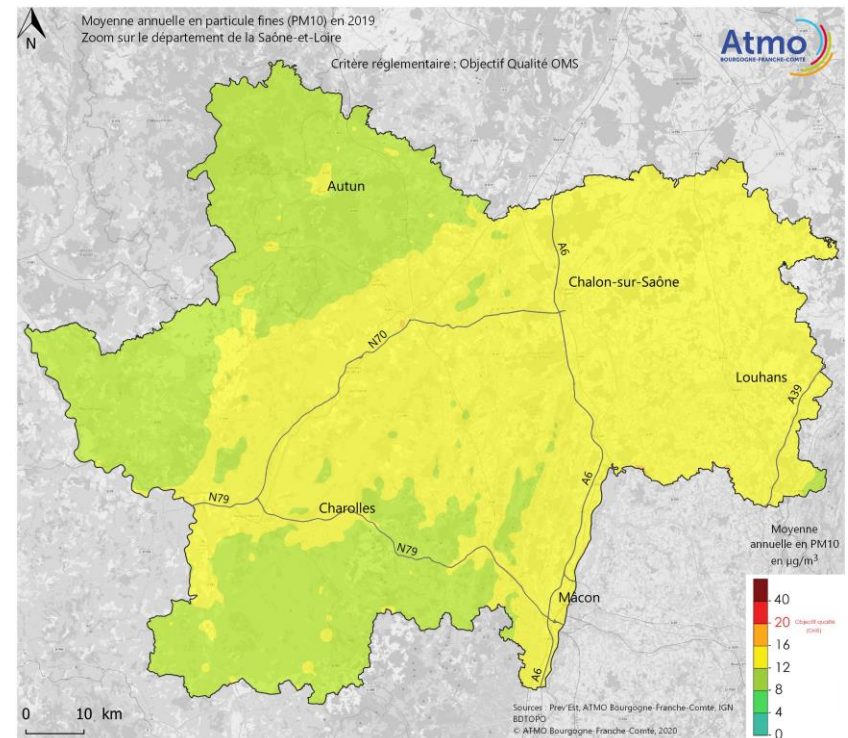 Moyenne annuelle en particule fines (PM10) en 2019
Zoom sur le département de la Saône-et-Loire
N
Critère réglementaire : Objectif Qualité OMS
Atmo
BOURGOGNE-FRANCHE-COMTÉ
Autun
A6
Chalon-sur-Saône
N70
Louhans
A39
A6
N79
Charolles
N79
Mâcon
A6
Moyenne
annuelle en PM10
en µg/m³
40
20 Objectif qualité
(OMS)
16
12
8
4
0
0 10 km
Sources : Prev'Est, ATMO Bourgogne-Franche-Comté, IGN
BDTOPO
© ATMO Bourgogne-Franche-Comté, 2020